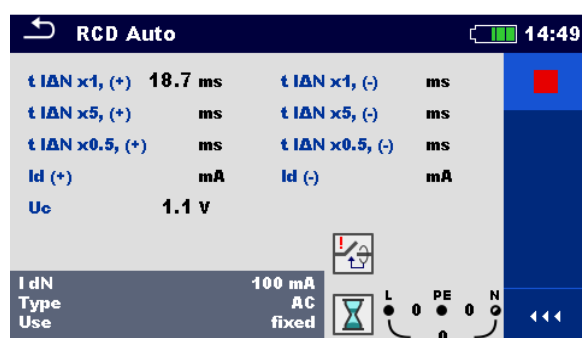 RCD Auto 14:49
t IΔN x1, (+) 18.7 ms t IΔN x1, (-) ms
t IΔN x5, (+) ms t IΔN x5, (-) ms
t IΔN x0.5, (+) ms t IΔN x0.5, (-) ms
Id (+) mA Id (-) mA
Uc 1.1 V
I dN 100 mA
Type AC
Use fixed
L PE N
0 0
0